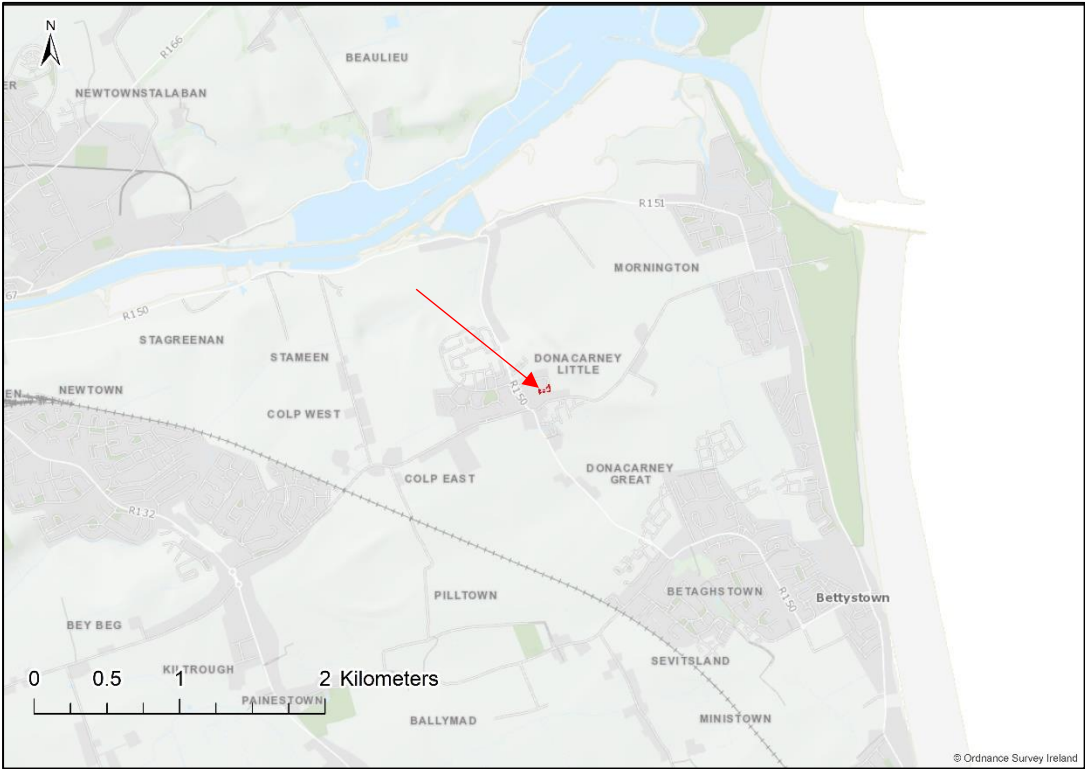 N
R166
BEAULIEU
ER
NEWTOWNSTALABAN
R151
MORNINGTON
67
R150
STAGREENAN
STAMEEN
DONACARNEY
LITTLE
EN
NEWTOWN
R150
COLP WEST
COLP EAST
DONACARNEY
GREAT
R132
PILLTOWN
BETAGHSTOWN
R150
Bettystown
BEY BEG
SEVITSLAND
KILTROUGH
0 0.5 1 2 Kilometers
PAINESTOWN
BALLYMAD
MINISTOWN
© Ordnance Survey Ireland